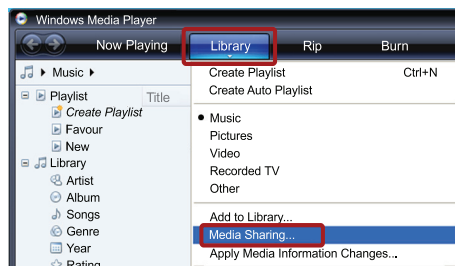 Windows Media Player
Now Playing Library Rip Burn
Music
Create Playlist Ctrl+N
Create Auto Playlist
Playlist Title
Create Playlist
Favour
New
Library
Artist
Album
Songs
Genre
Year
Rating
Music
Pictures
Video
Recorded TV
Other
Add to Library...
Media Sharing...
Apply Media Information Changes...